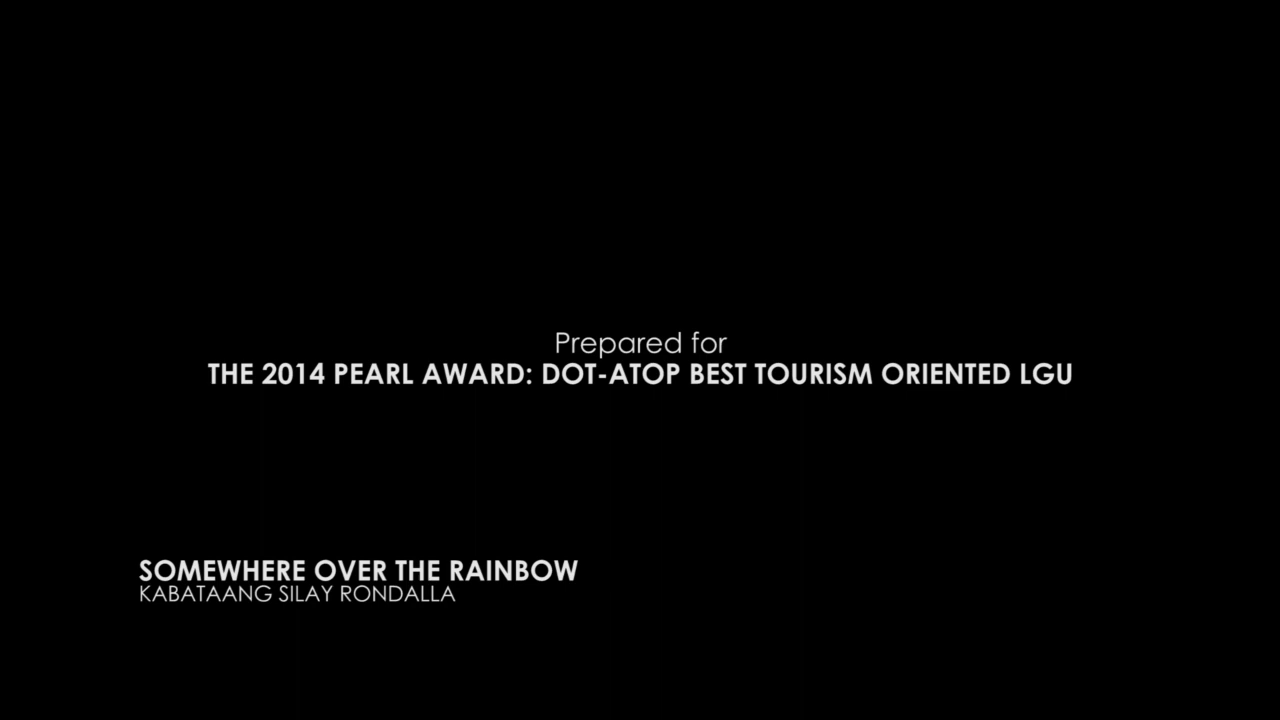 Prepared for
THE 2014 PEARL AWARD: DOT-ATOP BEST TOURISM ORIENTED LGU
SOMEWHERE OVER THE RAINBOW
KABATAANG SILAY RONDALLA